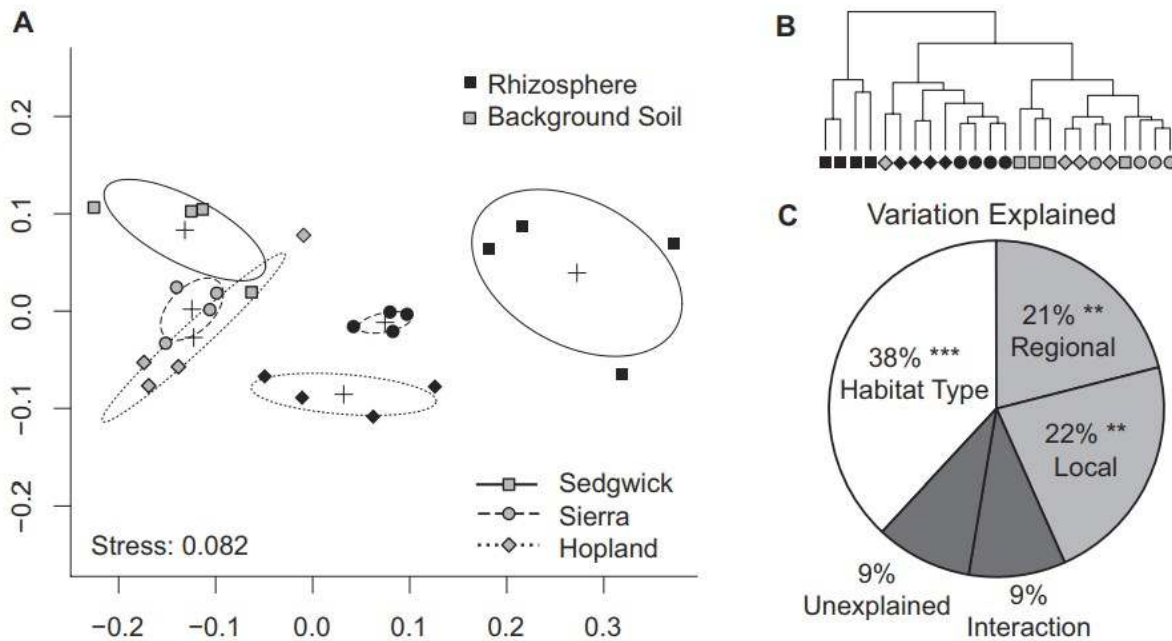 A
Rhizosphere
Background Soil
0.2
0.1
0.0
−0.1
−0.2
Sedgwick
Sierra
Hopland
Stress: 0.082
−0.2 −0.1 0.0 0.1 0.2 0.3
B
C Variation Explained
21% **
Regional
38% ***
Habitat Type
22% **
Local
9%
Unexplained
9%
Interaction